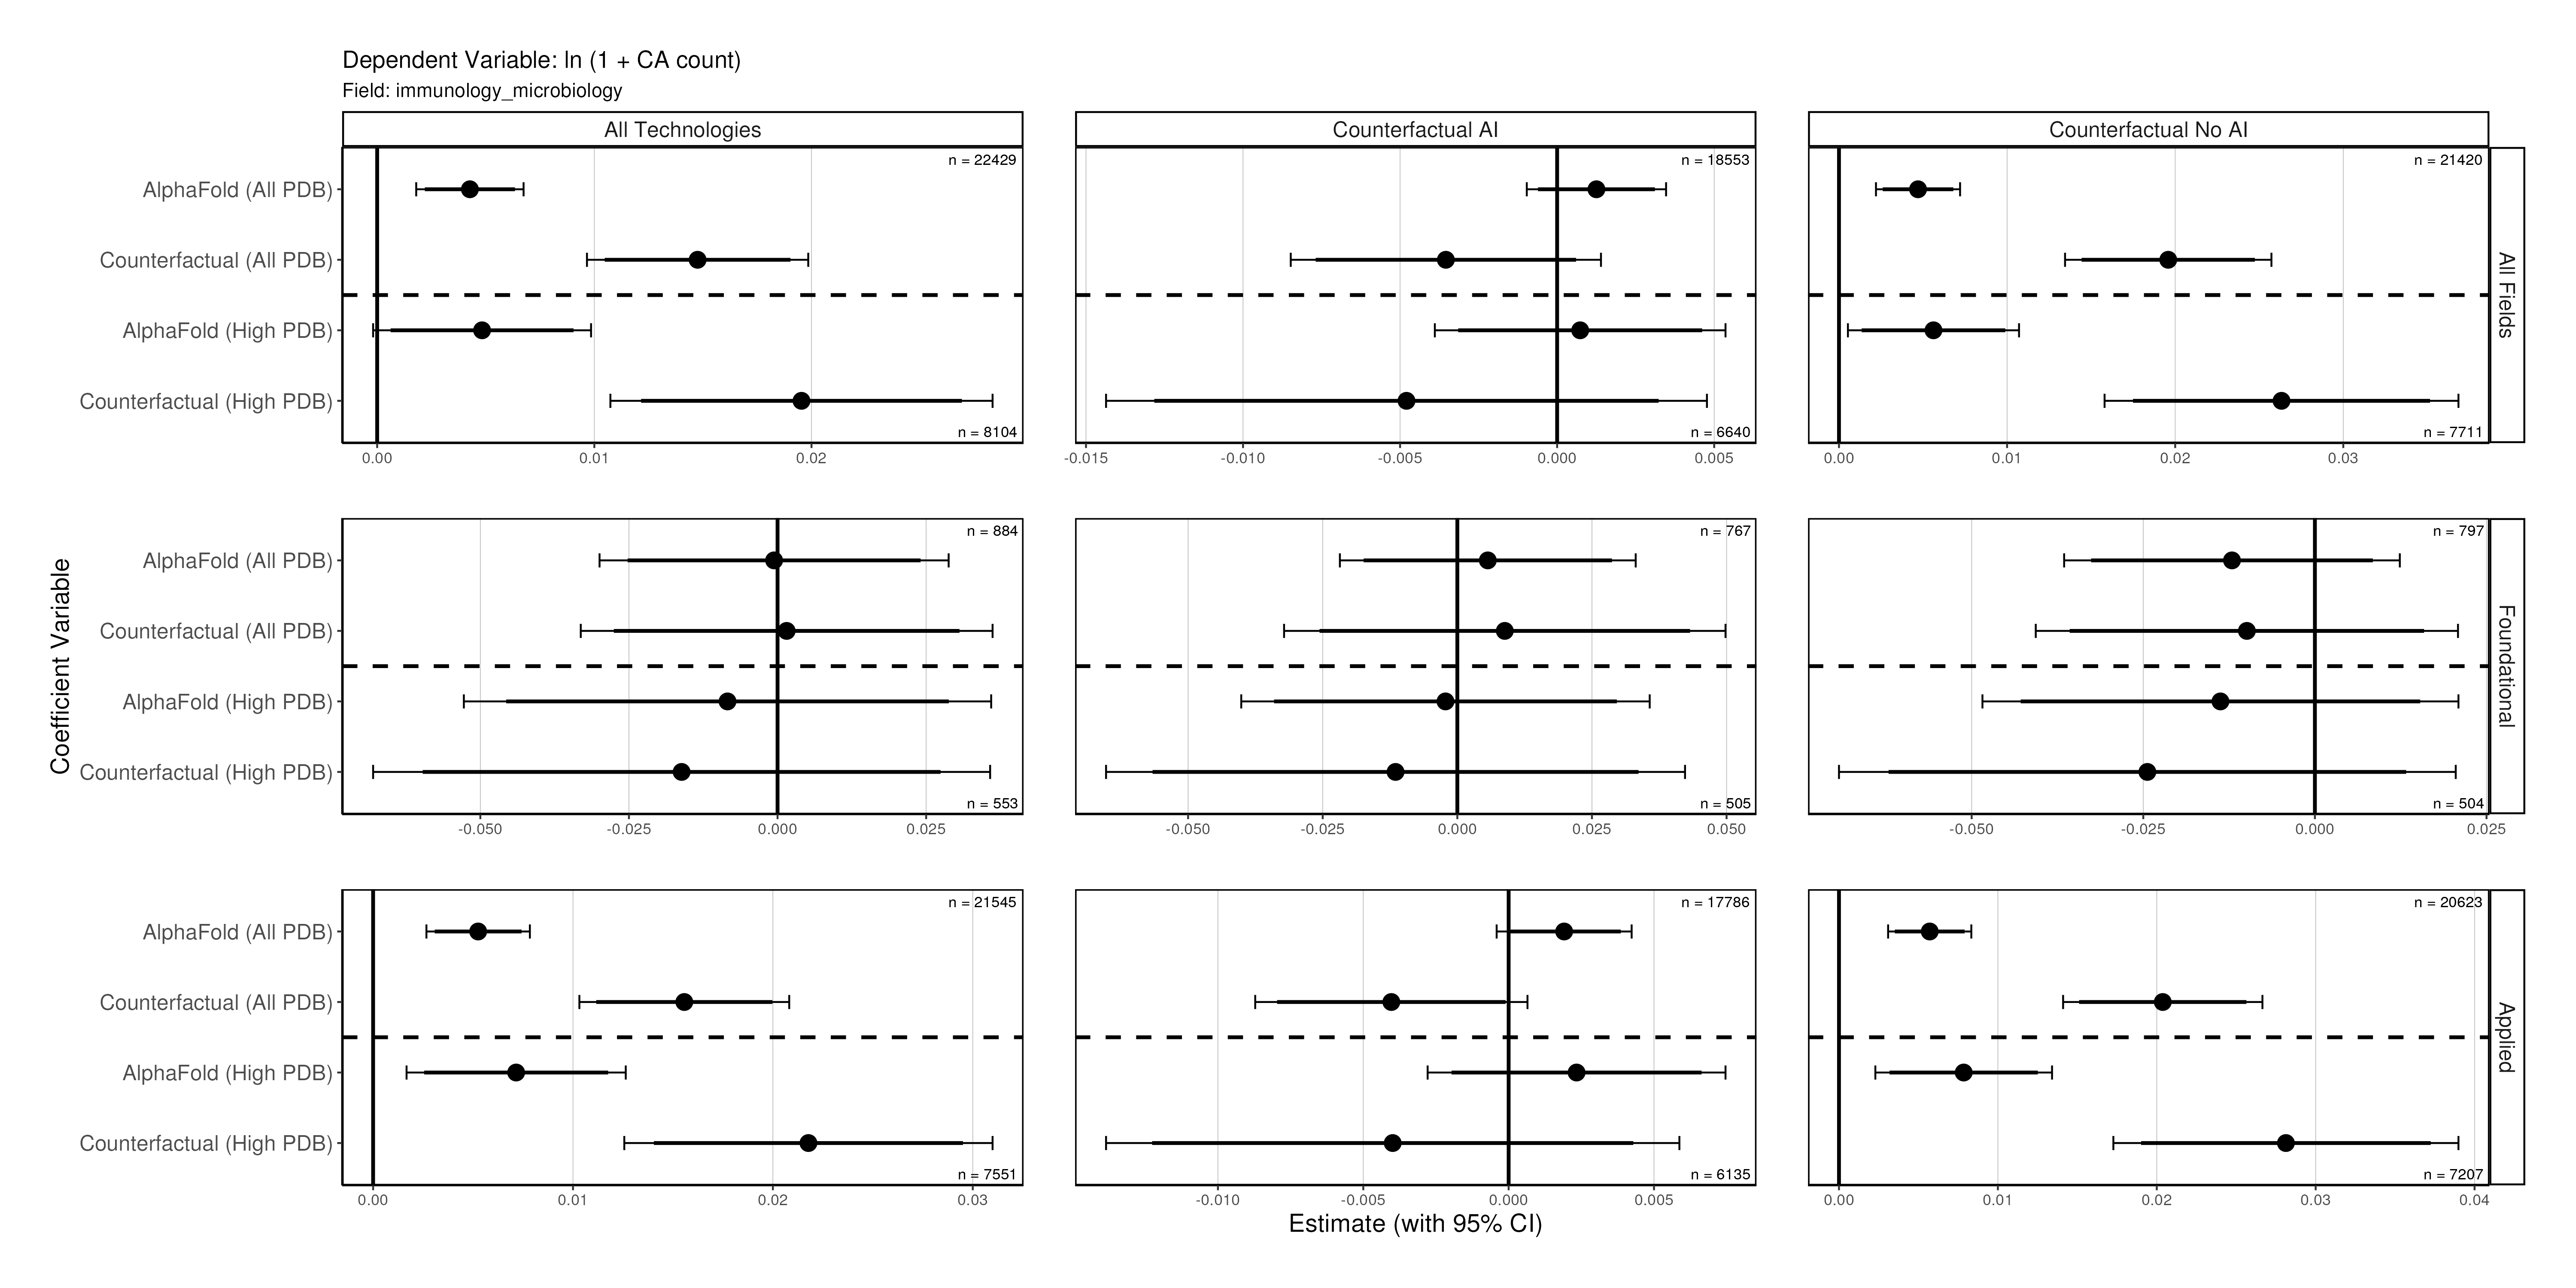 Dependent Variable: ln (1 + CA count)
Field: immunology_microbiology
All Technologies
Counterfactual AI
Counterfactual No AI
Coefficient Variable
AlphaFold (All PDB)
Counterfactual (All PDB)
AlphaFold (High PDB)
Counterfactual (High PDB)
n = 22429
n = 8104
0.00 0.01 0.02
n = 18553
n = 6640
-0.015 -0.010 -0.005 0.000 0.005
n = 21420
n = 7711
0.00 0.01 0.02 0.03
All Fields
AlphaFold (All PDB)
Counterfactual (All PDB)
AlphaFold (High PDB)
Counterfactual (High PDB)
n = 884
n = 553
-0.050 -0.025 0.000 0.025
n = 767
n = 505
-0.050 -0.025 0.000 0.025 0.050
n = 797
n = 504
-0.050 -0.025 0.000 0.025
Foundational
AlphaFold (All PDB)
Counterfactual (All PDB)
AlphaFold (High PDB)
Counterfactual (High PDB)
n = 21545
n = 7551
0.00 0.01 0.02 0.03
n = 17786
n = 6135
-0.010 -0.005 0.000 0.005
n = 20623
n = 7207
0.00 0.01 0.02 0.03 0.04
Applied
Estimate (with 95% CI)